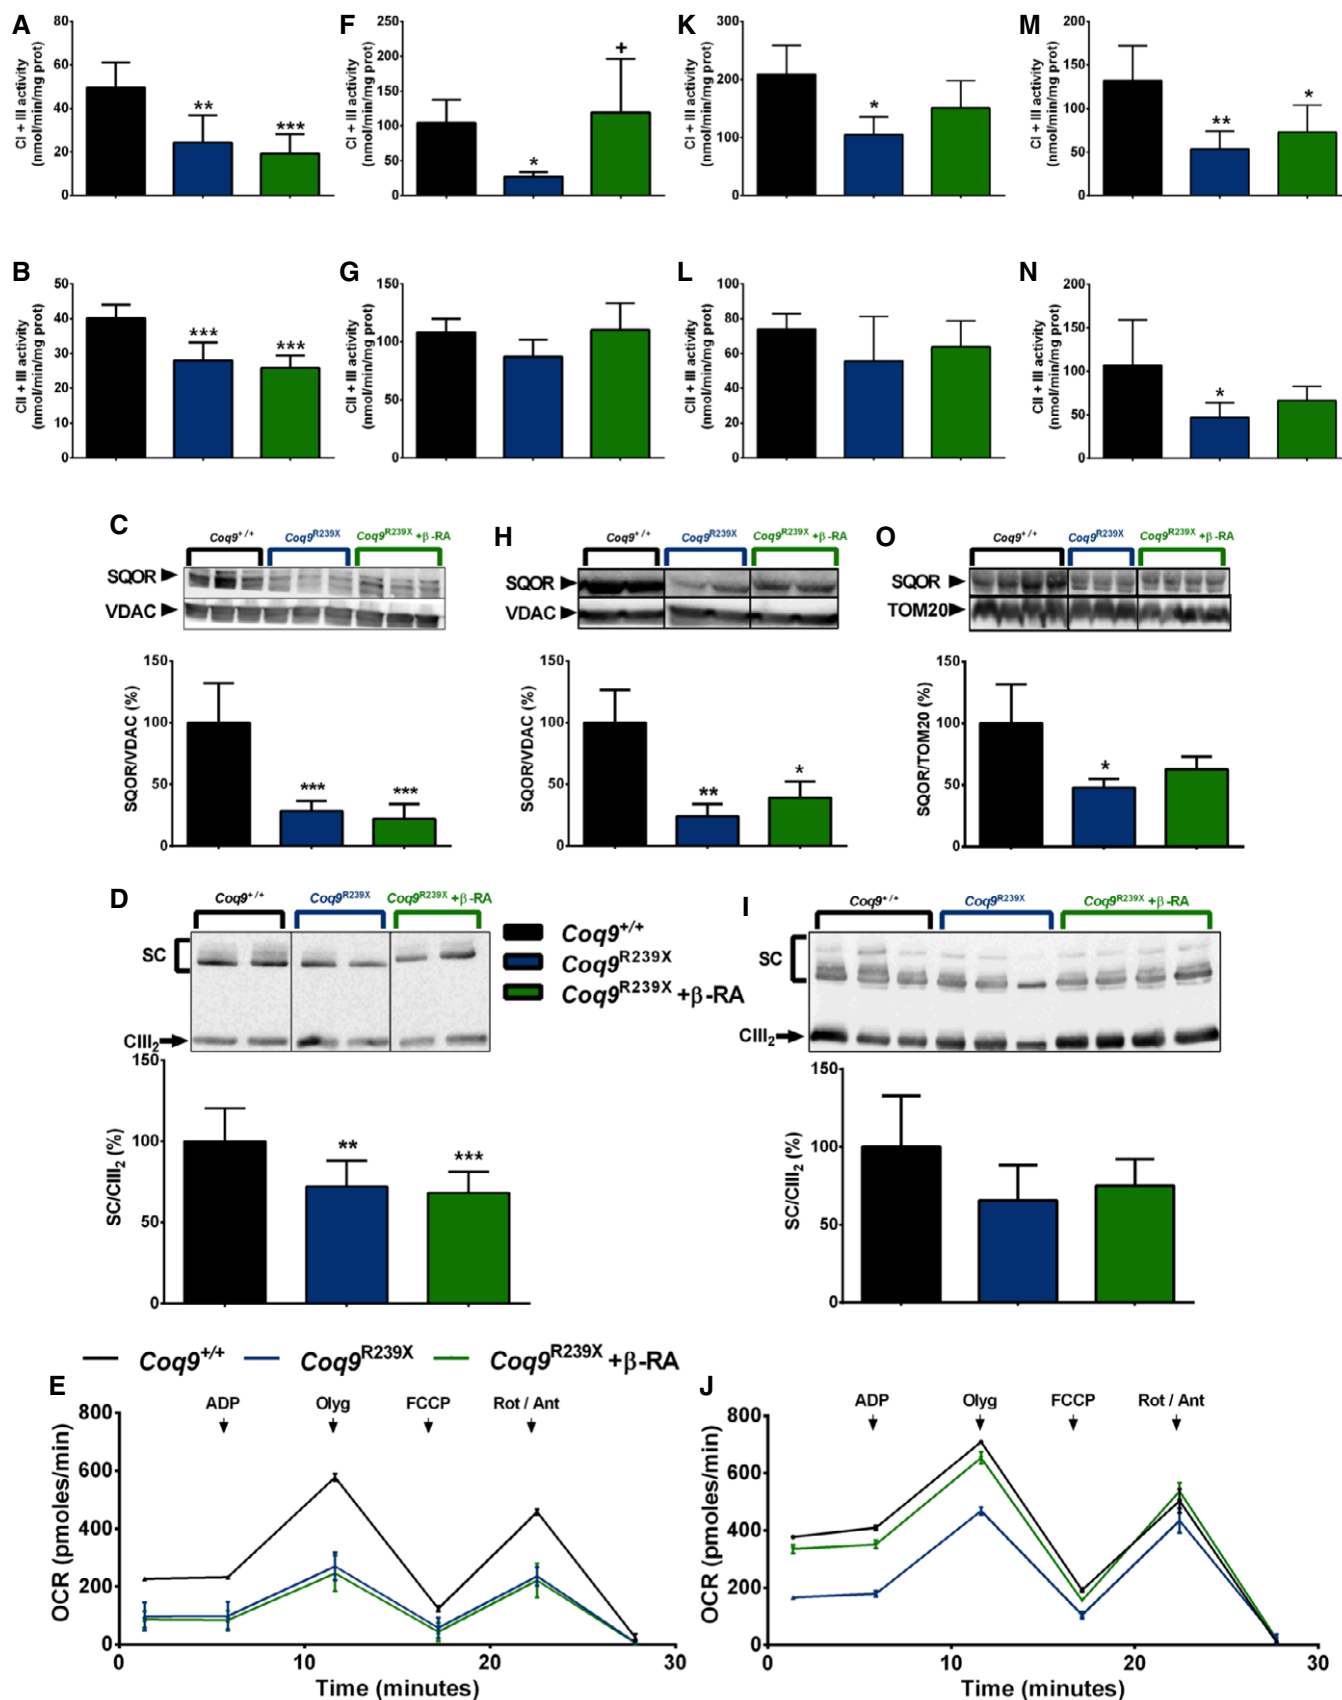 A
CI + III activity
(nmol/min/mg prot)
80
60
40
20
0
**
***
F
CI + III activity
(nmol/min/mg prot)
250
200
150
100
50
0
*
+
K
CI + III activity
(nmol/min/mg prot)
300
200
100
0
*
M
CI + III activity
(nmol/min/mg prot)
200
150
100
50
0
**
*
B
CII + III activity
(nmol/min/mg prot)
50
40
30
20
10
0
***
***
G
CII + III activity
(nmol/min/mg prot)
150
100
50
0
L
CII + III activity
(nmol/min/mg prot)
100
80
60
40
20
0
N
CII + III activity
(nmol/min/mg prot)
200
150
100
50
0
*
C
Coq9+/+ Coq9R239X Coq9R239X +β-RA
SQOR
VDAC
SQOR/VDAC (%)
150
100
50
0
***
***
H
Coq9+/+ Coq9R239X Coq9R239X +β-RA
SQOR
VDAC
SQOR/VDAC (%)
150
100
50
0
**
*
O
Coq9+/+ Coq9R239X Coq9R239X +β-RA
SQOR
TOM20
SQOR/TOM20 (%)
150
100
50
0
*
D
Coq9+/+ Coq9R239X Coq9R239X +β-RA
SC
CIII2
SC/CIII2 (%)
150
100
50
0
**
***
Coq9+/+
Coq9R239X
Coq9R239X +β-RA
I
Coq9+/+ Coq9R239X Coq9R239X +β-RA
SC
CIII2
SC/CIII2 (%)
150
100
50
0
Coq9+/+ Coq9R239X Coq9R239X +β-RA
E
ADP Olyg FCCP Rot / Ant
OCR (pmoles/min)
800
600
400
200
0
0 10 20 30
Time (minutes)
J
ADP Olyg FCCP Rot / Ant
OCR (pmoles/min)
800
600
400
200
0
0 10 20 30
Time (minutes)